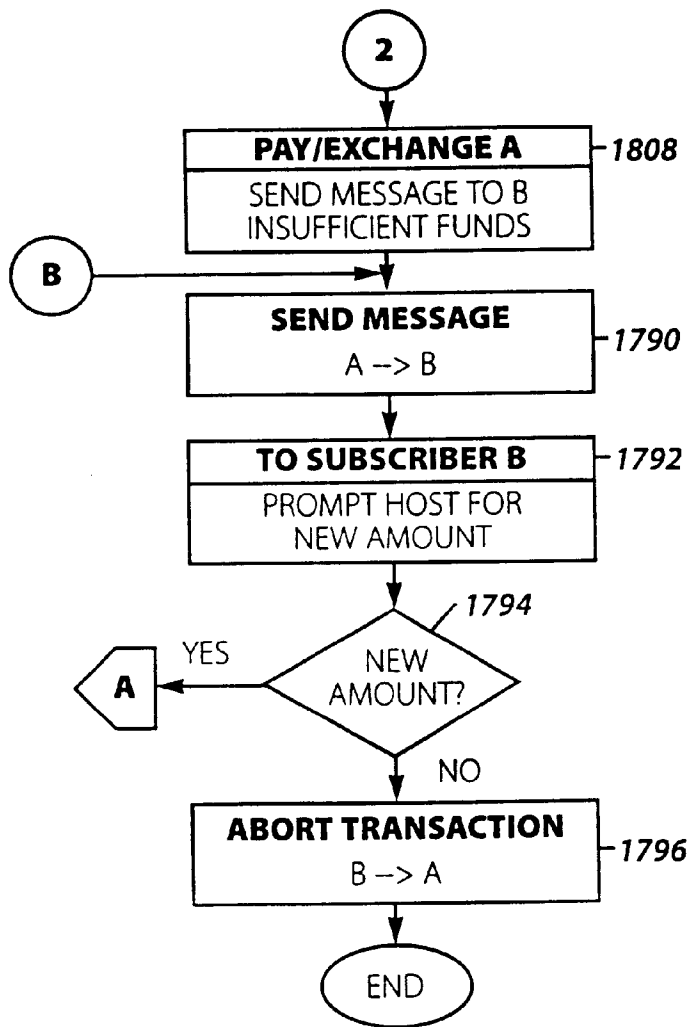 2
PAY/EXCHANGE A
1808
SEND MESSAGE TO B
INSUFFICIENT FUNDS
B
SEND MESSAGE
1790
A --> B
TO SUBSCRIBER B
1792
PROMPT HOST FOR
NEW AMOUNT
1794
YES
NEW
AMOUNT?
A
NO
ABORT TRANSACTION
1796
B --> A
END